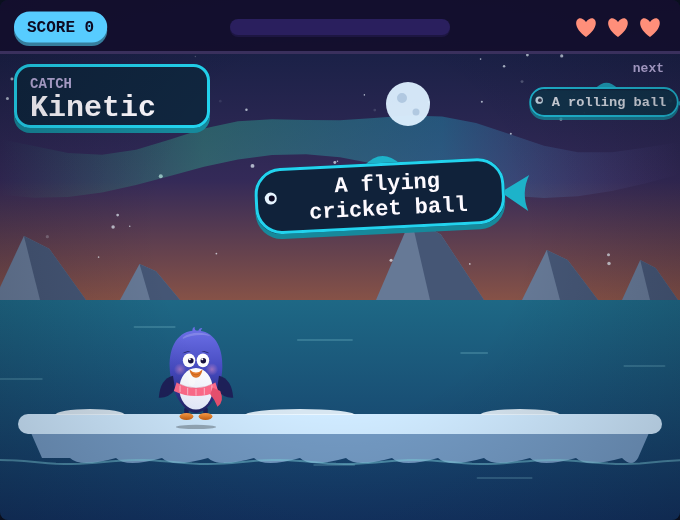 SCORE 0
CATCH
Kinetic
next
A rolling ball
A flying
cricket ball